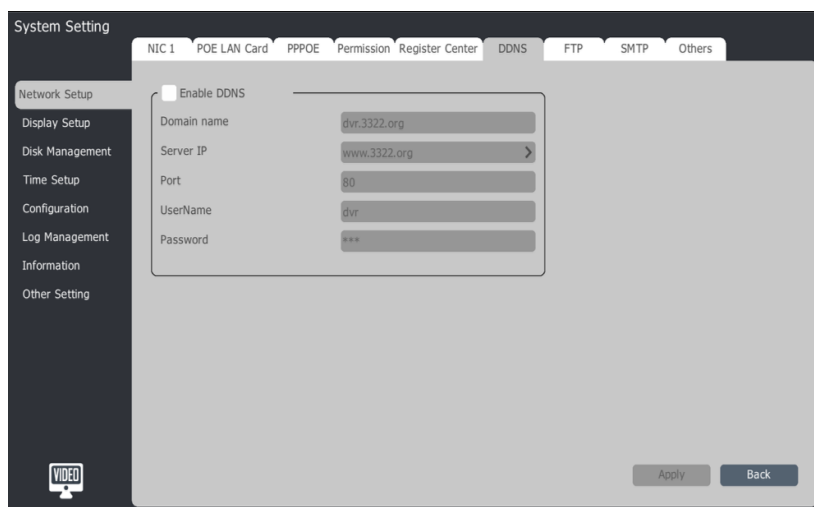 System Setting
NIC 1 POE LAN Card PPPOE Permission Register Center DDNS FTP SMTP Others
Network Setup
Display Setup
Disk Management
Time Setup
Configuration
Log Management
Information
Other Setting
Enable DDNS
Domain name dvr.3322.org
Server IP www.3322.org
Port 80
UserName dvr
Password ***
VIDEO
Apply Back